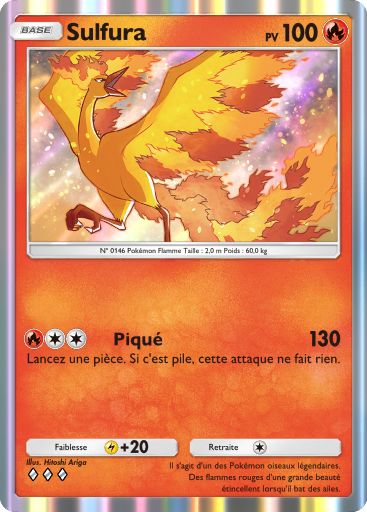 BASE Sulfura PV 100
N° 0146 Pokémon Flamme Taille : 2,0 m Poids : 60,0 kg
Piqué 130
Lancez une pièce. Si c'est pile, cette attaque ne fait rien.
Faiblesse +20 Retraite
Illus. Hitoshi Ariga
Il s'agit d'un des Pokémon oiseaux légendaires.
Des flammes rouges d'une grande beauté
étincellent lorsqu'il bat des ailes.